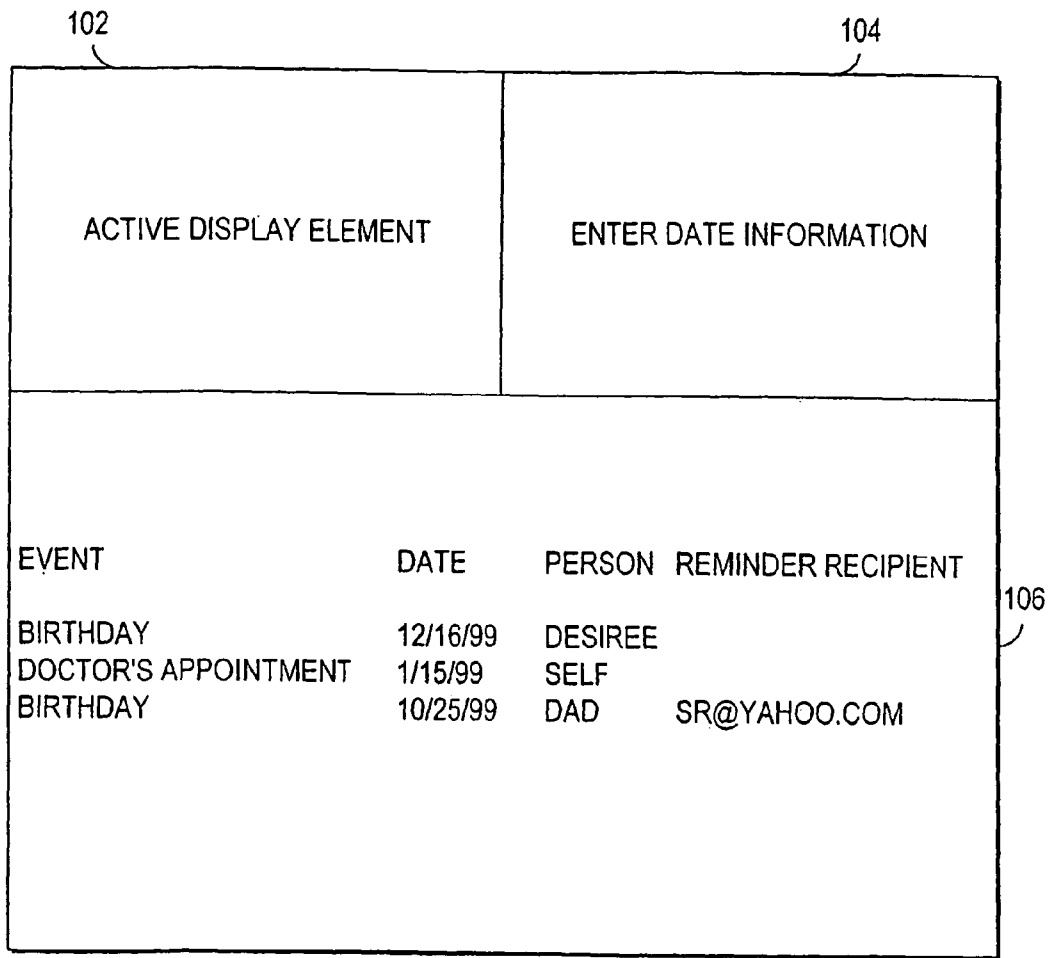 102
104
ACTIVE DISPLAY ELEMENT
ENTER DATE INFORMATION
EVENT DATE PERSON REMINDER RECIPIENT
106
BIRTHDAY 12/16/99 DESIREE
DOCTOR'S APPOINTMENT 1/15/99 SELF
BIRTHDAY 10/25/99 DAD SR@YAHOO.COM